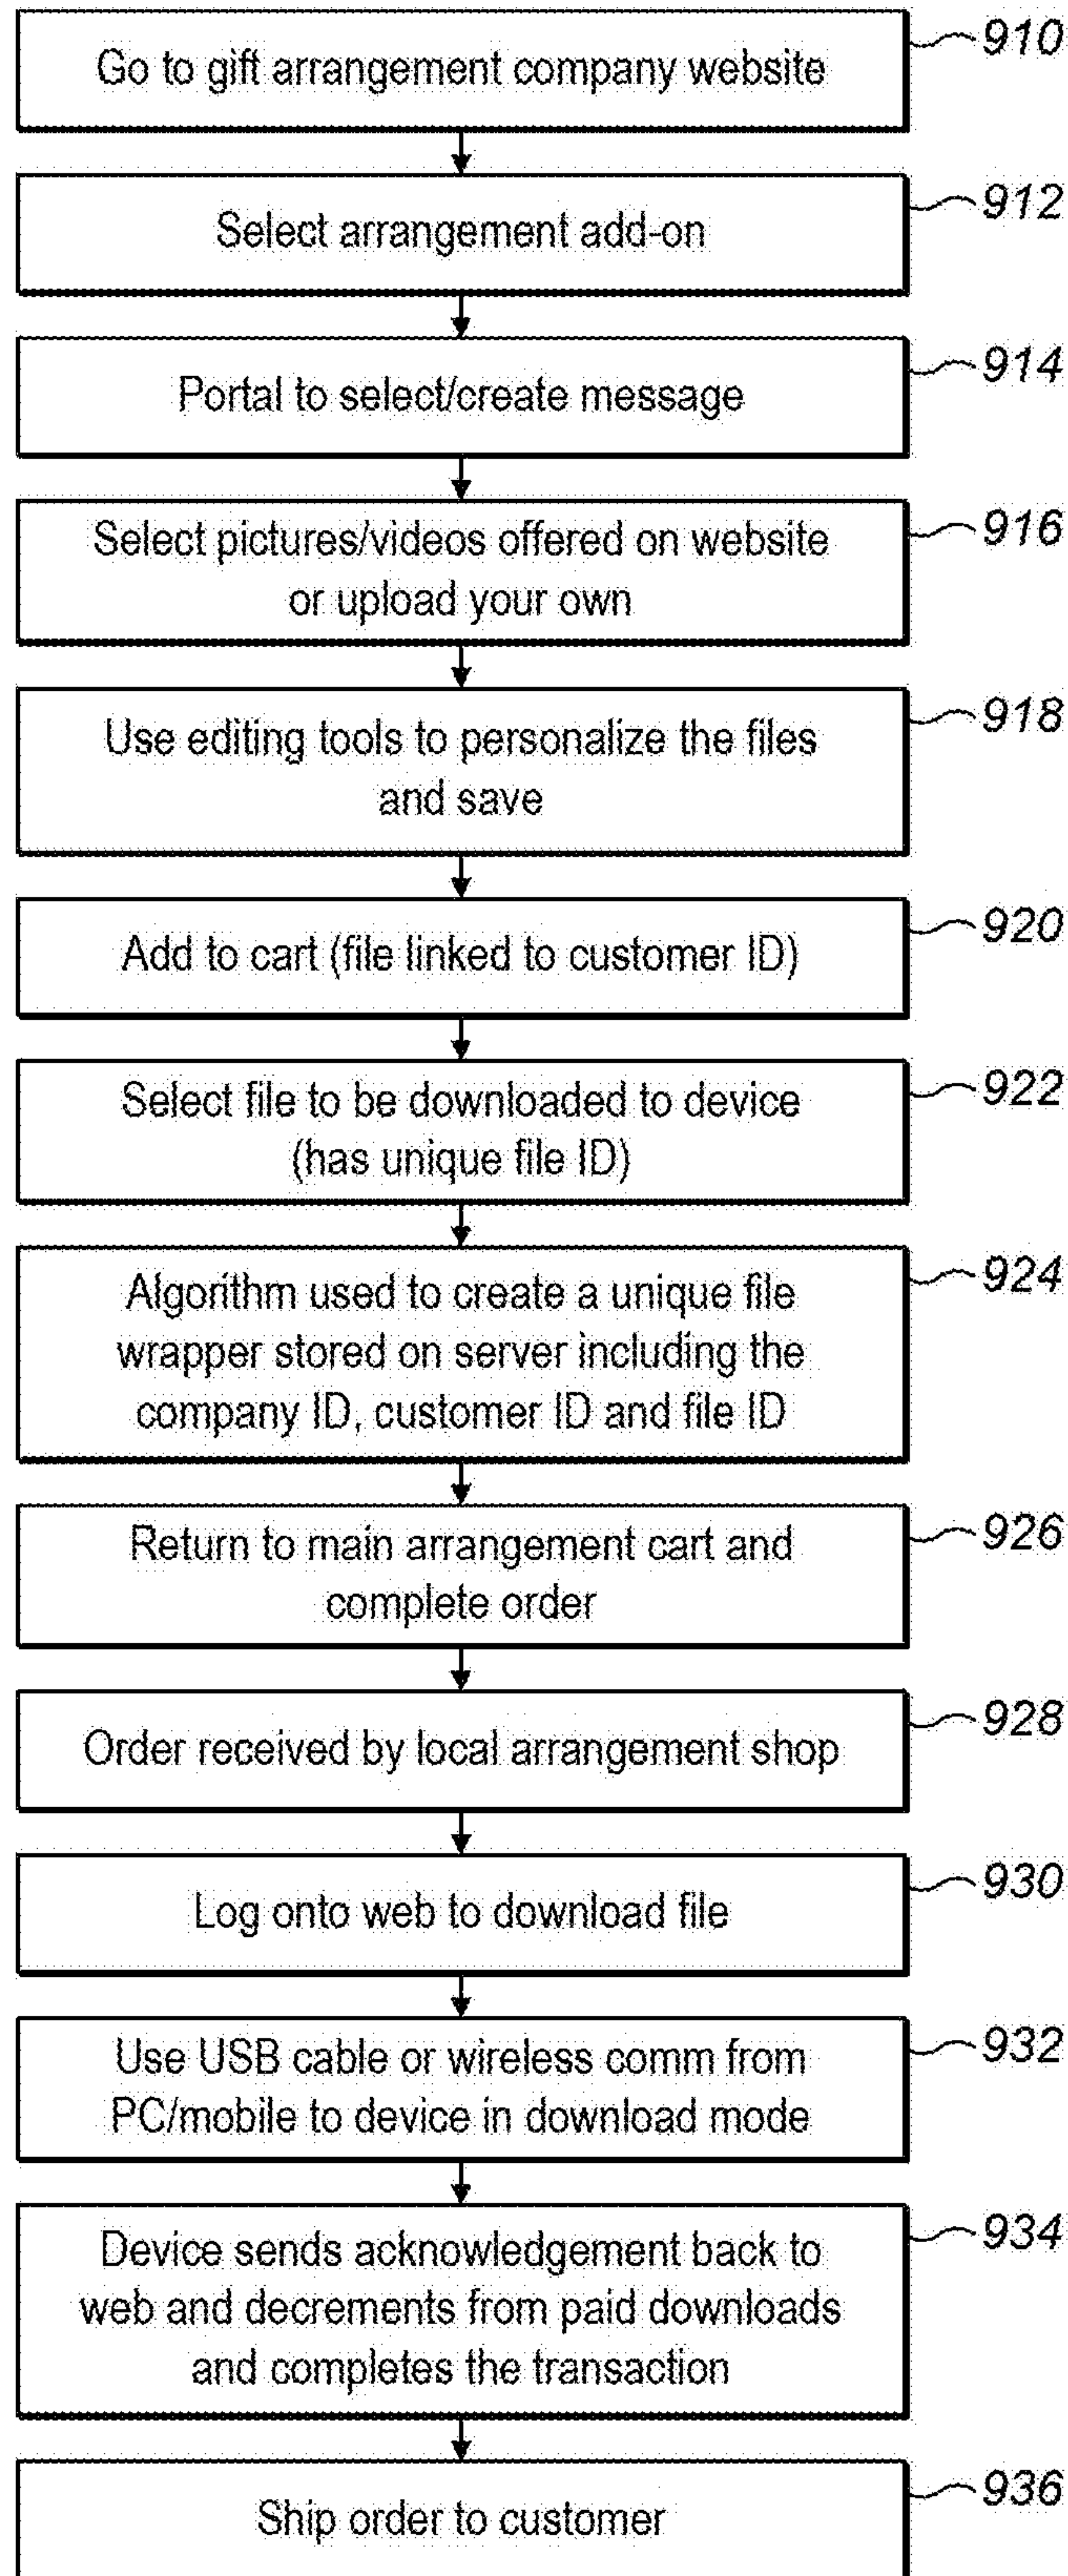 Go to gift arrangement company website
910
Select arrangement add-on
912
Portal to select/create message
914
Select pictures/videos offered on website
or upload your own
916
Use editing tools to personalize the files
and save
918
Add to cart (file linked to customer ID)
920
Select file to be downloaded to device
(has unique file ID)
922
Algorithm used to create a unique file
wrapper stored on server including the
company ID, customer ID and file ID
924
Return to main arrangement cart and
complete order
926
Order received by local arrangement shop
928
Log onto web to download file
930
Use USB cable or wireless comm from
PC/mobile to device in download mode
932
Device sends acknowledgement back to
web and decrements from paid downloads
and completes the transaction
934
Ship order to customer
936